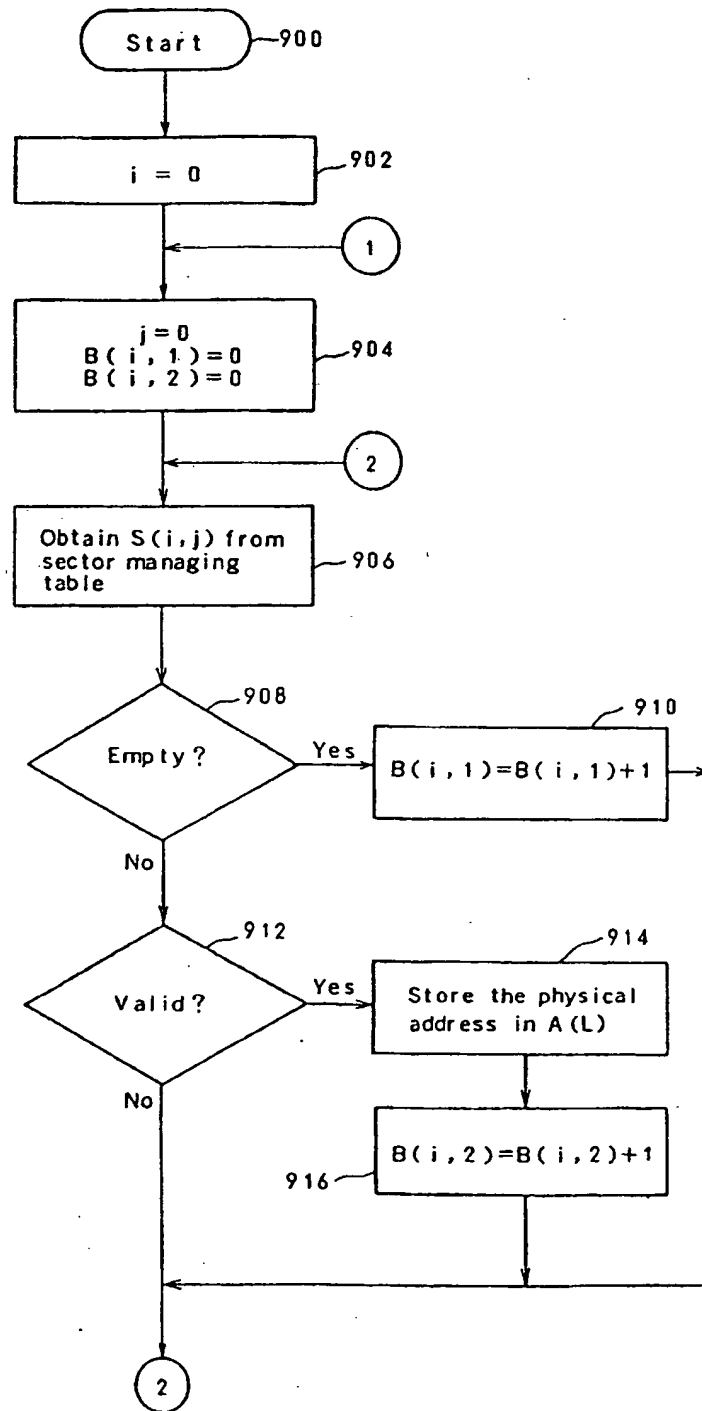 Start
900
i = 0
902
1
j=0
B(i,1)=0
B(i,2)=0
904
2
Obtain S(i,j) from
sector managing
table
906
908
Empty?
Yes
910
B(i,1)=B(i,1)+1
No
912
Valid?
Yes
914
Store the physical
address in A(L)
No
B(i,2)=B(i,2)+1
916
2